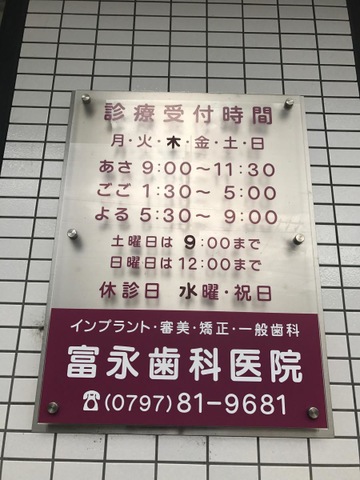 診療受付時間
月・火・木・金・土・日
あさ 9:00〜11:30
ごご 1:30〜 5:00
よる 5:30〜 9:00
土曜日は 9:00まで
日曜日は12:00まで
休診日 水曜・祝日
インプラント・審美・矯正・一般歯科
富永歯科医院
☎(0797)81-9681